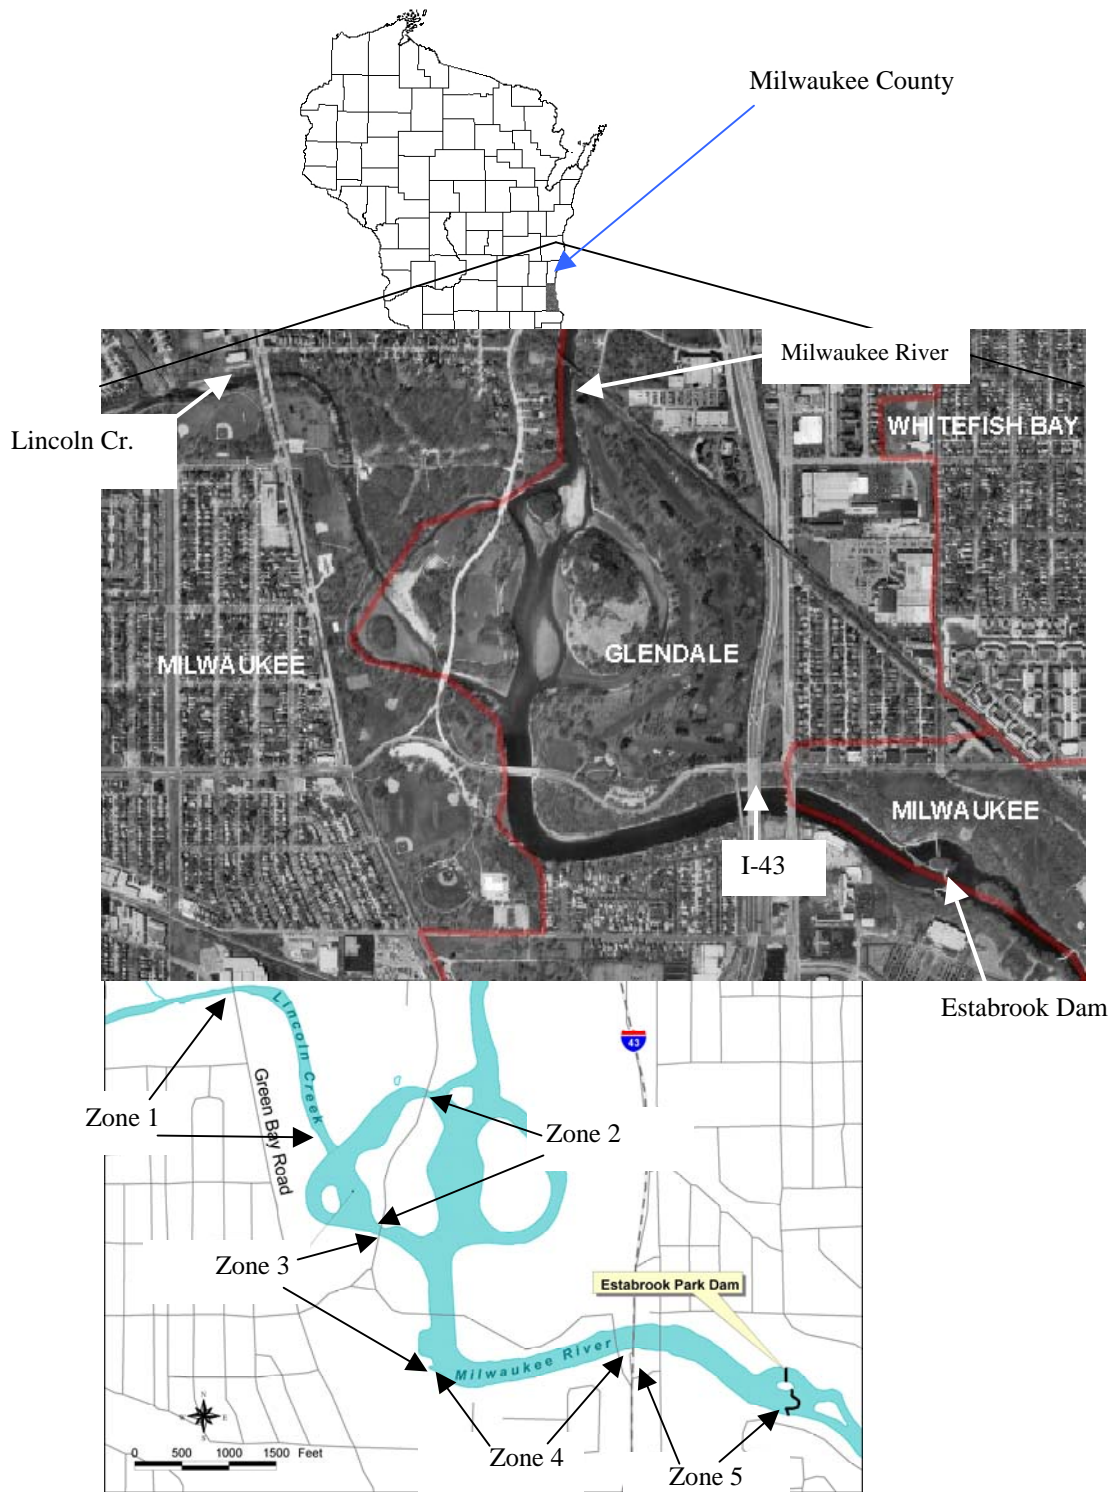 Milwaukee County
Milwaukee River
Lincoln Cr.
WHITEFISH BAY
MILWAUKEE
GLENDALE
MILWAUKEE
I-43
Estabrook Dam
Lincoln Creek
43
Zone 1
Green Bay Road
Zone 2
Zone 3
Estabrook Park Dam
Milwaukee River
N
W
E
S
0 500 1000 1500 Feet
Zone 4
Zone 5